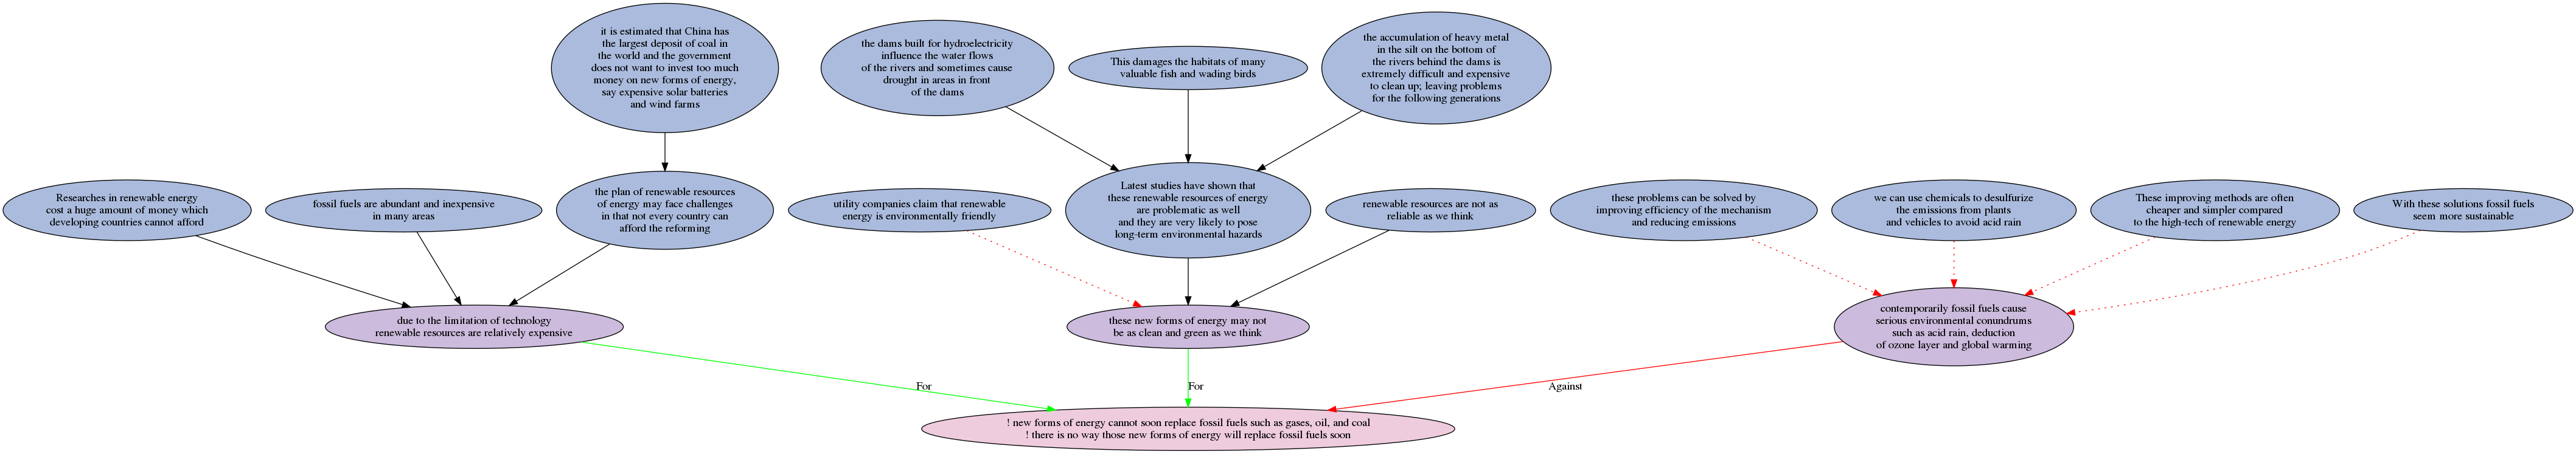 it is estimated that China has
the largest deposit of coal in
the world and the government
does not want to invest too much
money on new forms of energy,
say expensive solar batteries
and wind farms
the dams built for hydroelectricity
influence the water flows
of the rivers and sometimes cause
drought in areas in front
of the dams
This damages the habitats of many
valuable fish and wading birds
the accumulation of heavy metal
in the silt on the bottom of
the rivers behind the dams is
extremely difficult and expensive
to clean up; leaving problems
for the following generations
Researches in renewable energy
cost a huge amount of money which
developing countries cannot afford
fossil fuels are abundant and inexpensive
in many areas
the plan of renewable resources
of energy may face challenges
in that not every country can
afford the reforming
utility companies claim that renewable
energy is environmentally friendly
Latest studies have shown that
these renewable resources of energy
are problematic as well
and they are very likely to pose
long-term environmental hazards
renewable resources are not as
reliable as we think
these problems can be solved by
improving efficiency of the mechanism
and reducing emissions
we can use chemicals to desulfurize
the emissions from plants
and vehicles to avoid acid rain
These improving methods are often
cheaper and simpler compared
to the high-tech of renewable energy
With these solutions fossil fuels
seem more sustainable
due to the limitation of technology
renewable resources are relatively expensive
these new forms of energy may not
be as clean and green as we think
contemporarily fossil fuels cause
serious environmental conundrums
such as acid rain, deduction
of ozone layer and global warming
For
For
Against
! new forms of energy cannot soon replace fossil fuels such as gases, oil, and coal
! there is no way those new forms of energy will replace fossil fuels soon